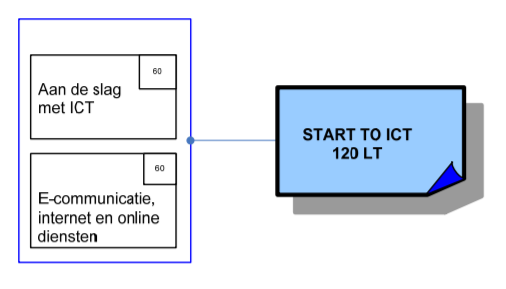 60
Aan de slag
met ICT
60
E-communicatie,
internet en online
diensten
START TO ICT
120 LT